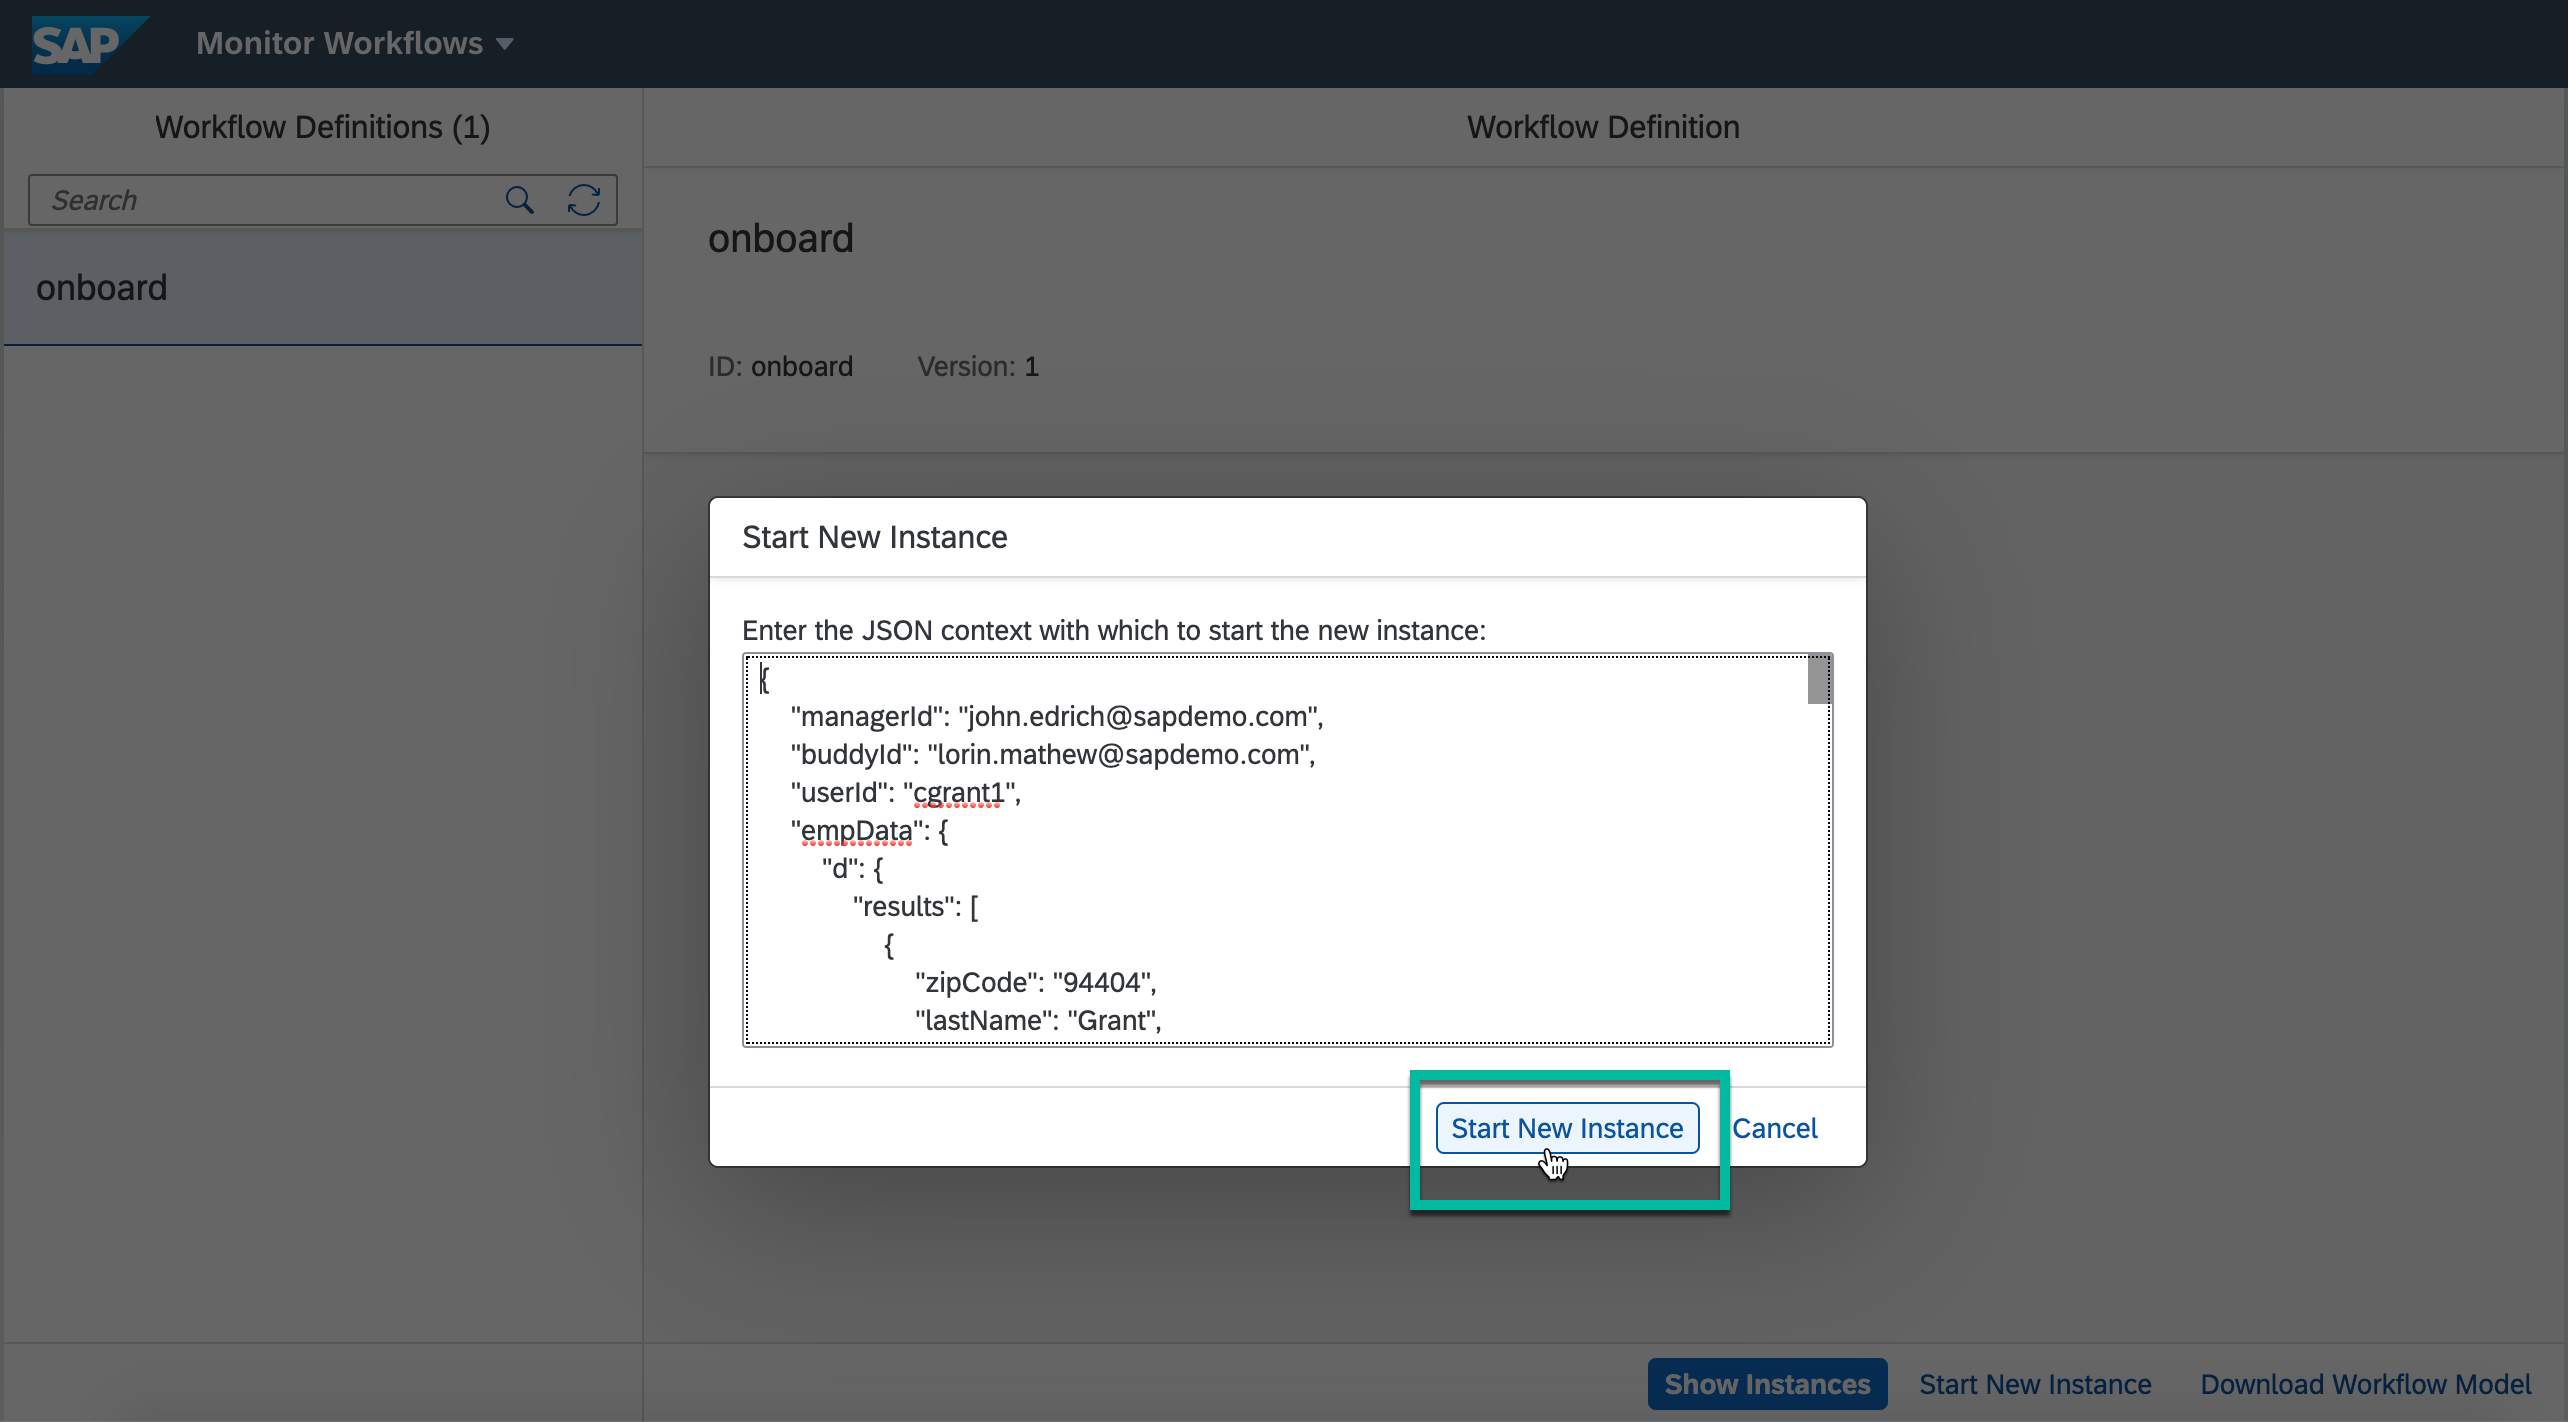 SAP Monitor Workflows
Workflow Definitions (1)
Search
onboard
Workflow Definition
onboard
ID: onboard Version: 1
Start New Instance
Enter the JSON context with which to start the new instance:
{
"managerId": "john.edrich@sapdemo.com",
"buddyId": "lorin.mathew@sapdemo.com",
"userId": "cgrant1",
"empData": {
"d": {
"results": [
{
"zipCode": "94404",
"lastName": "Grant",
Start New Instance Cancel
Show Instances Start New Instance Download Workflow Model